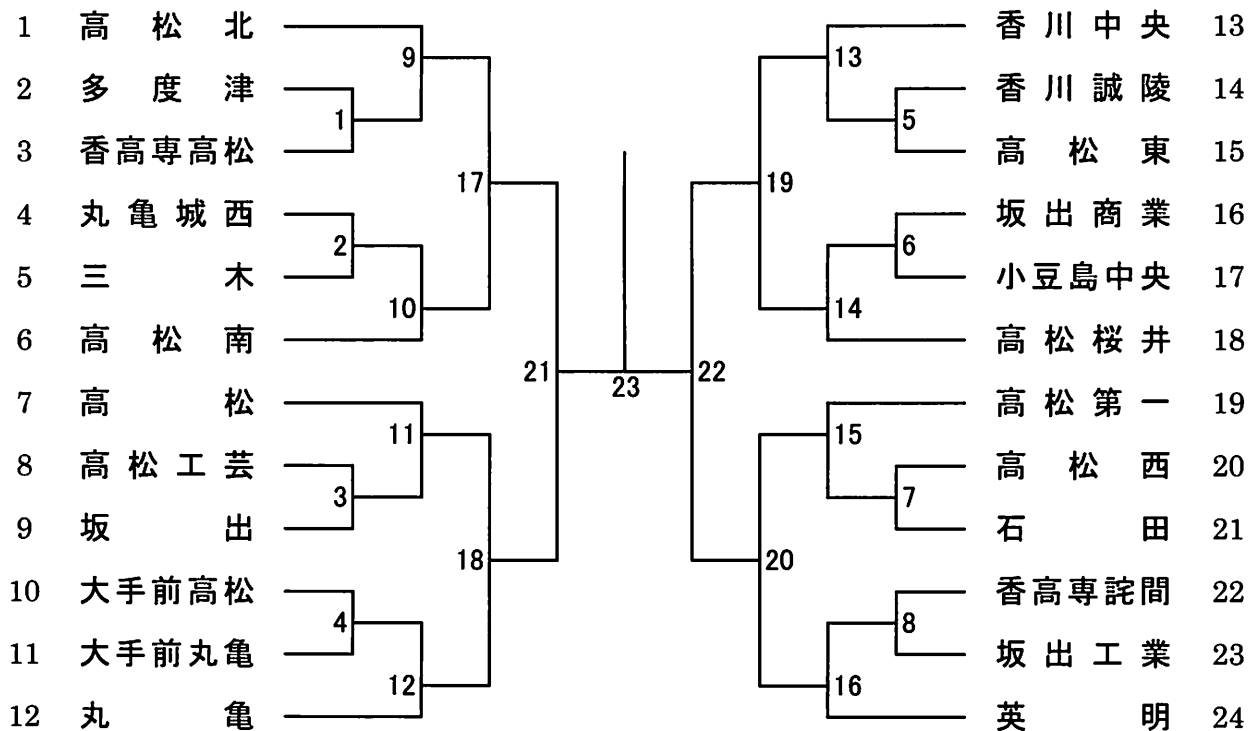 1 高松北 香川中央 13
9 13
2 多度津 香川誠陵 14
1 5
3 香高専高松 高松東 15
17 19
4 丸亀城西 坂出商業 16
2 6
5 三木 小豆島中央 17
10 14
6 高松南 高松桜井 18
21 23 22
7 高松 高松第一 19
11 15
8 高松工芸 高松西 20
3 7
9 坂出 石田 21
18 20
10 大手前高松 香高専詫間 22
4 8
11 大手前丸亀 坂出工業 23
12 16
12 丸亀 英明 24